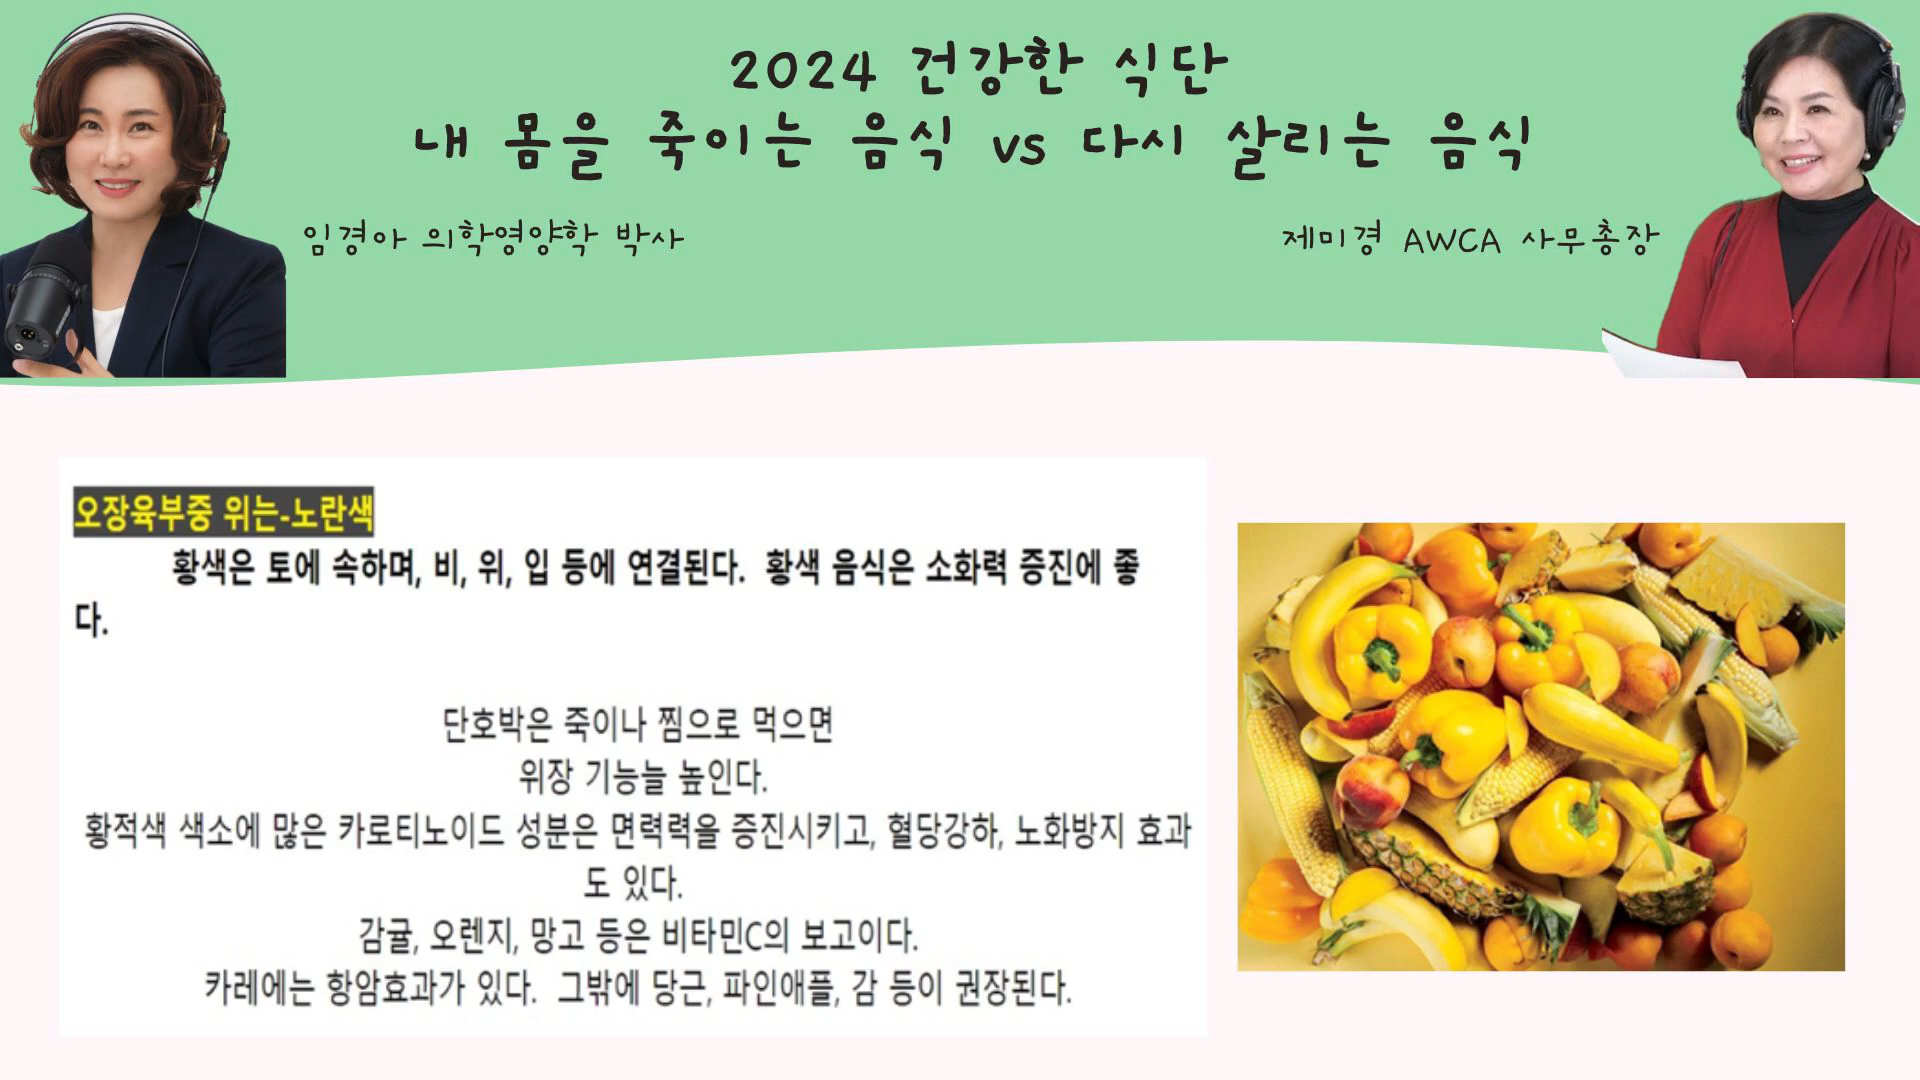 2024 건강한 식단
내 몸을 죽이는 음식 vs 다시 살리는 음식
임경아 의학영양학 박사
제미경 AWCA 사무총장
오장육부중 위는-노란색
황색은 토에 속하며, 비, 위, 입 등에 연결된다. 황색 음식은 소화력 증진에 좋
다.
단호박은 죽이나 찜으로 먹으면
위장 기능늘 높인다.
황적색 색소에 많은 카로티노이드 성분은 면력력을 증진시키고, 혈당강하, 노화방지 효과
도 있다.
감귤, 오렌지, 망고 등은 비타민C의 보고이다.
카레에는 항암효과가 있다. 그밖에 당근, 파인애플, 감 등이 권장된다.